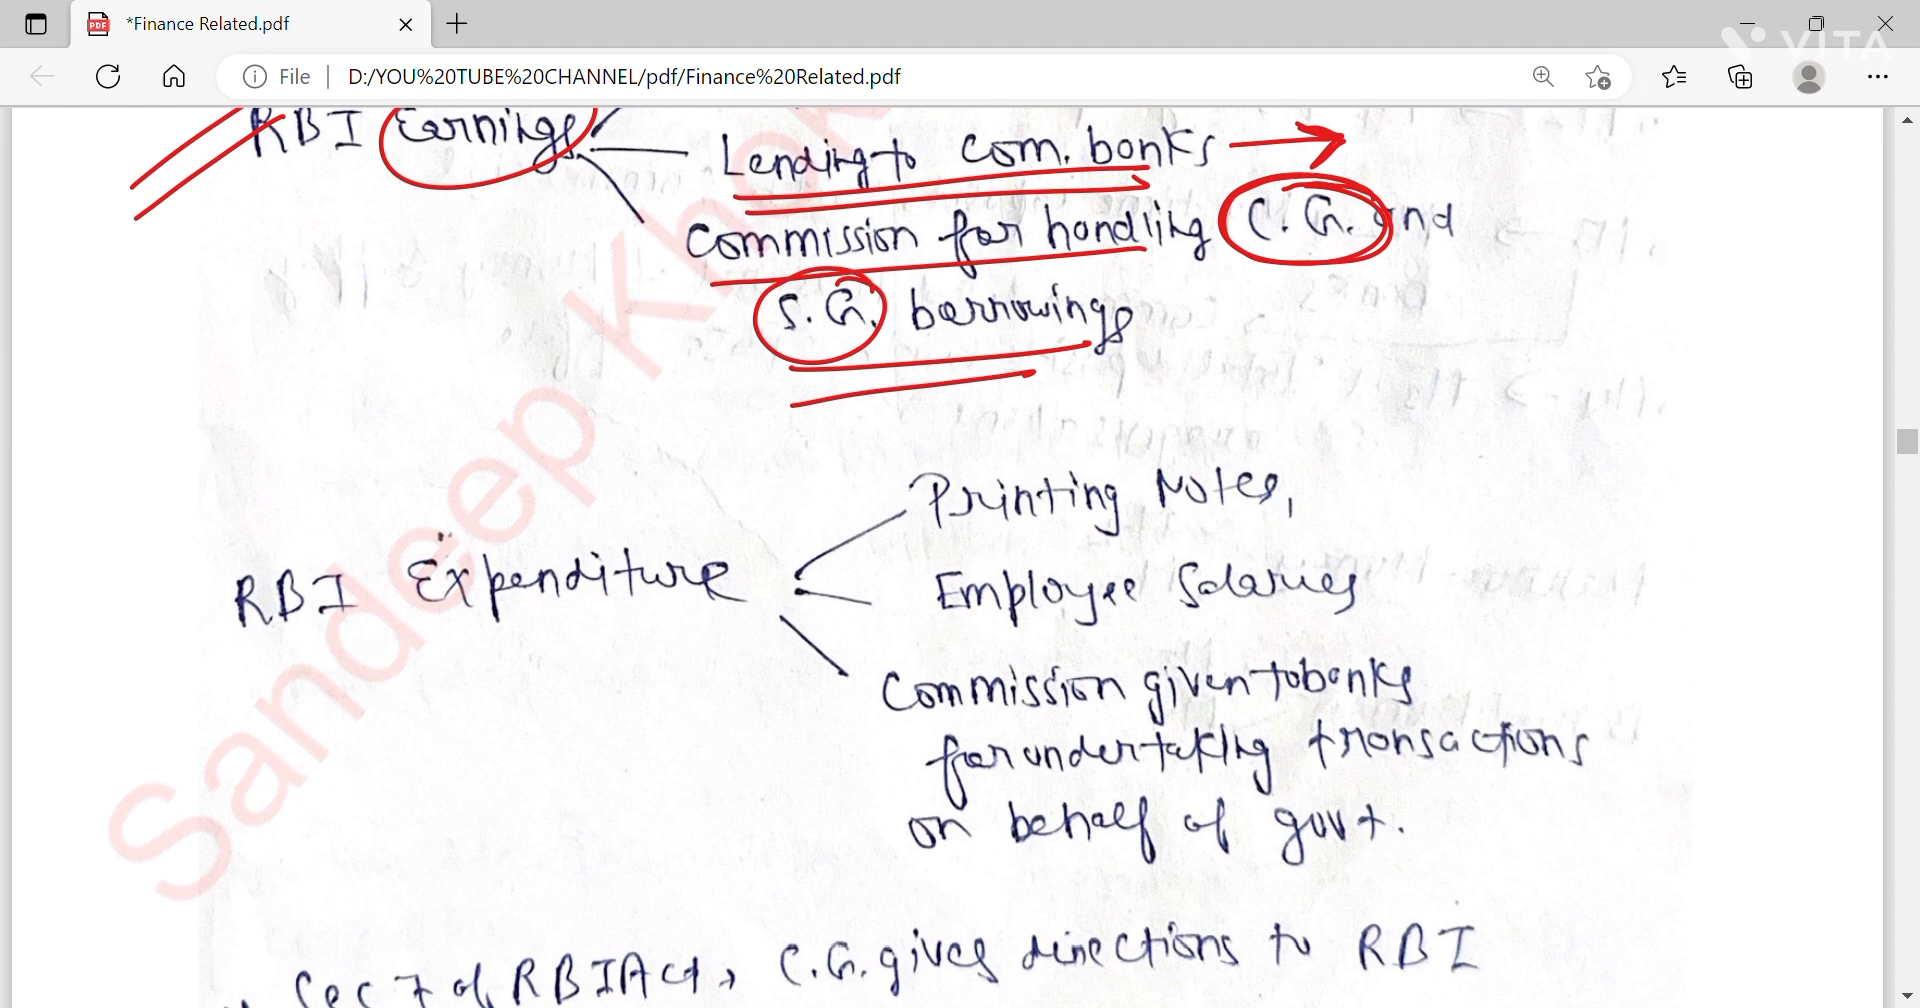 *Finance Related.pdf
File D:/YOU%20TUBE%20CHANNEL/pdf/Finance%20Related.pdf
VITA
RBI Earnings
Lending to com. banks
Commission for handling C.G. and
S.G. borrowings
Printing Notes,
RBI Expenditure
Employee Salaries
Commission given to banks
for undertaking transactions
on behalf of govt.
Sec 7 of RBI Act, C.G. gives directions to RBI
Sandeep